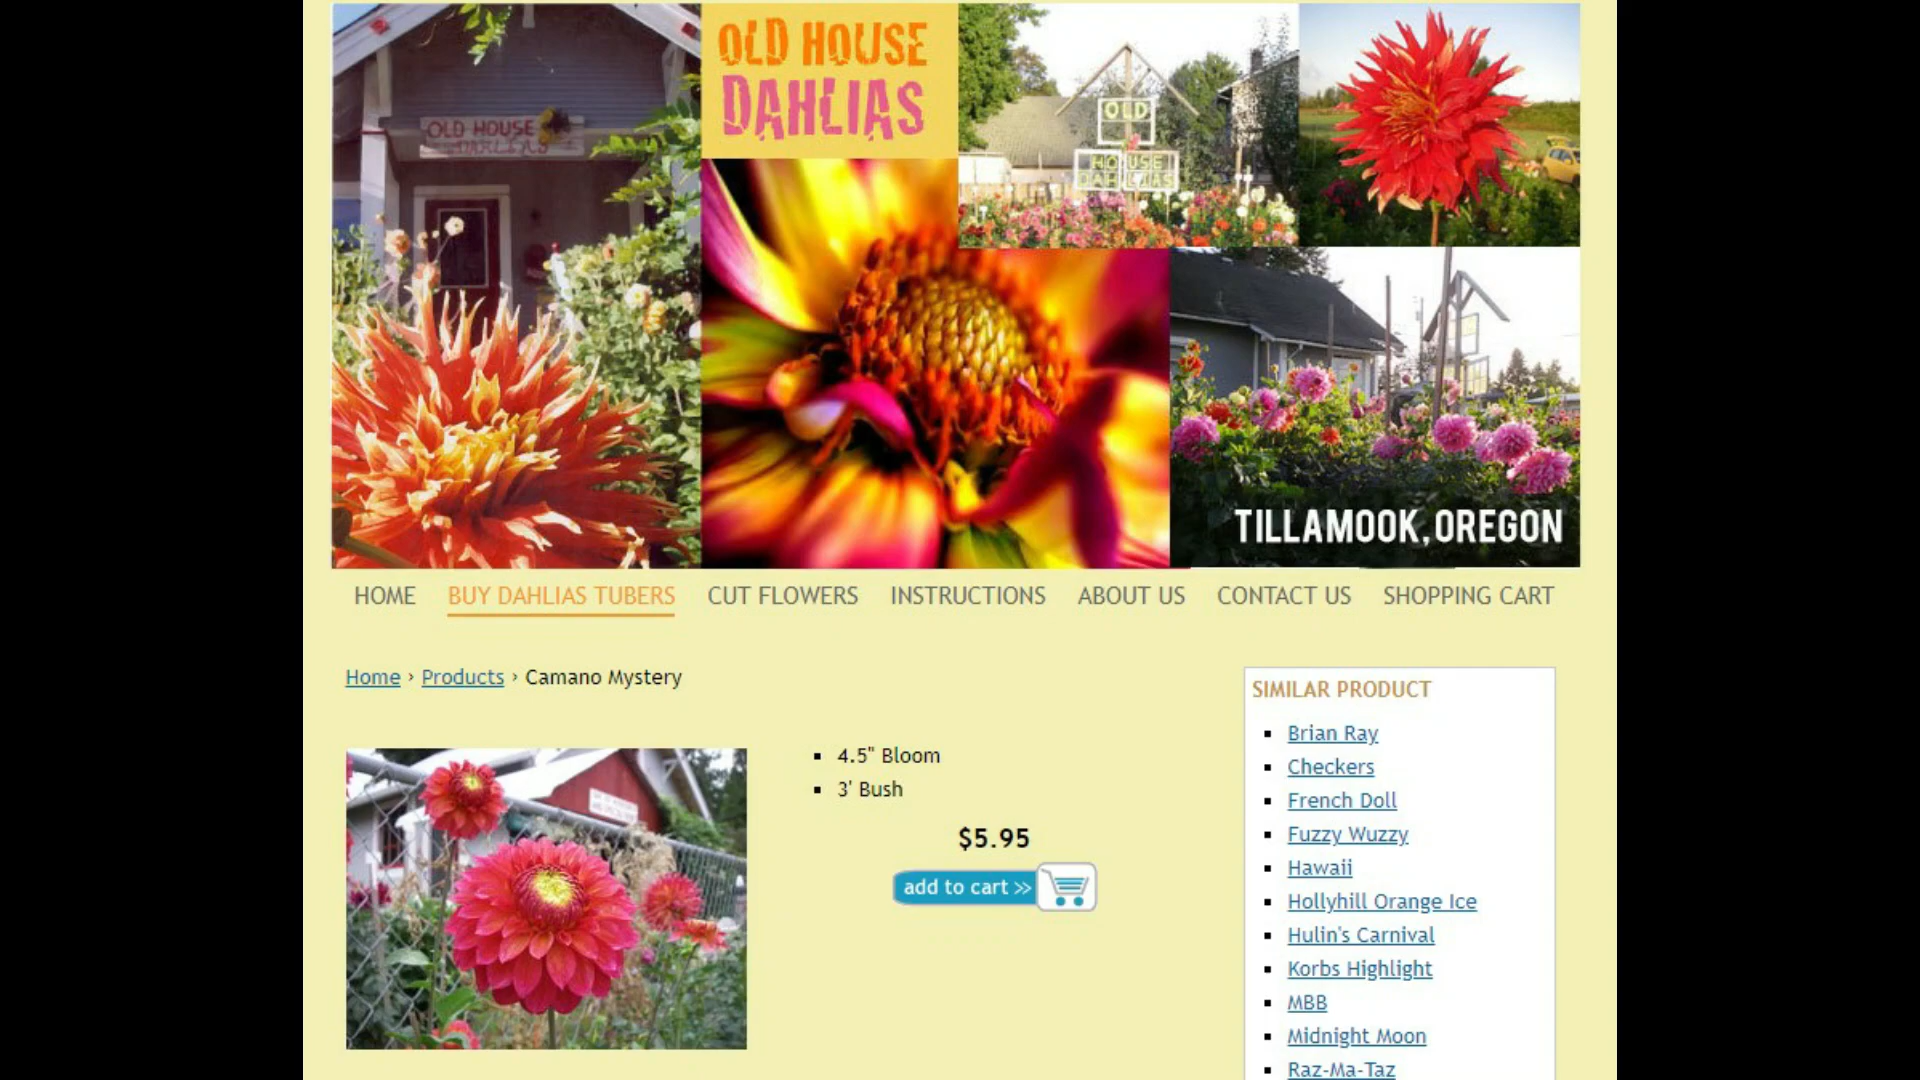 OLD HOUSE
DAHLIAS
OLD HOUSE
DAHLIAS
OLD
HOUSE
DAHLIAS
TILLAMOOK, OREGON
HOME BUY DAHLIAS TUBERS CUT FLOWERS INSTRUCTIONS ABOUT US CONTACT US SHOPPING CART
Home › Products › Camano Mystery
4.5" Bloom
3' Bush
$5.95
add to cart >>
SIMILAR PRODUCT
Brian Ray
Checkers
French Doll
Fuzzy Wuzzy
Hawaii
Hollyhill Orange Ice
Hulin's Carnival
Korbs Highlight
MBB
Midnight Moon
Raz-Ma-Taz